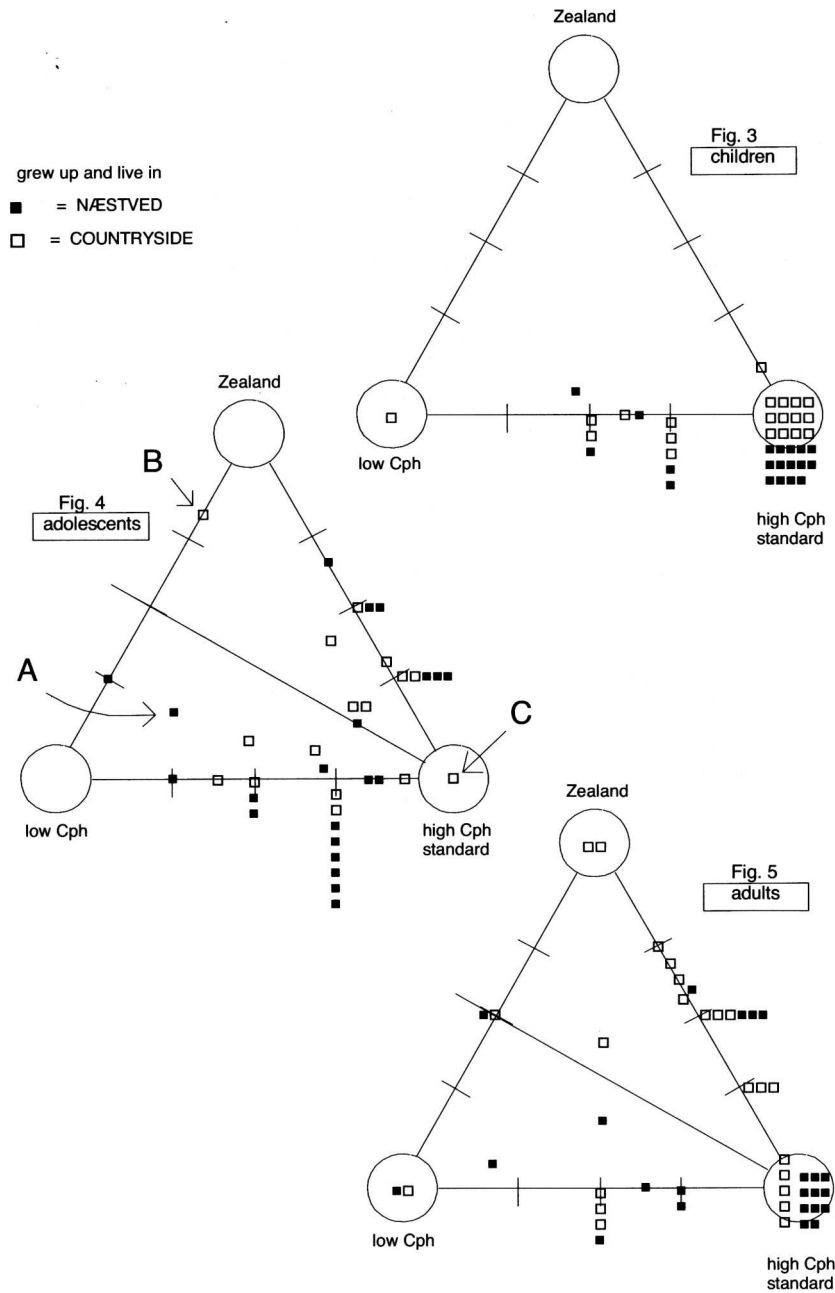 Zealand
Fig. 3
children
grew up and live in
■ = NÆSTVED
□ = COUNTRYSIDE
low Cph
high Cph
standard
Zealand
B
Fig. 4
adolescents
A
C
low Cph
high Cph
standard
Zealand
Fig. 5
adults
low Cph
high Cph
standard